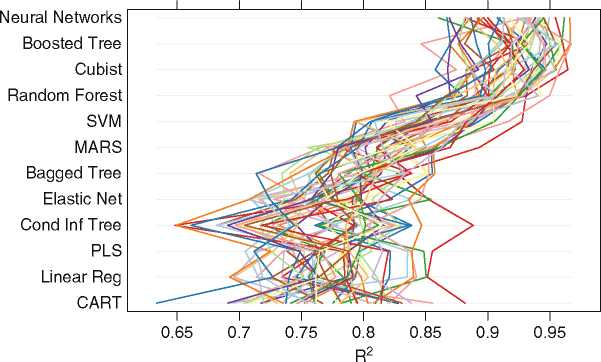 Neural Networks
Boosted Tree
Cubist
Random Forest
SVM
MARS
Bagged Tree
Elastic Net
Cond Inf Tree
PLS
Linear Reg
CART
0.65 0.7 0.75 0.8 0.85 0.9 0.95
R²